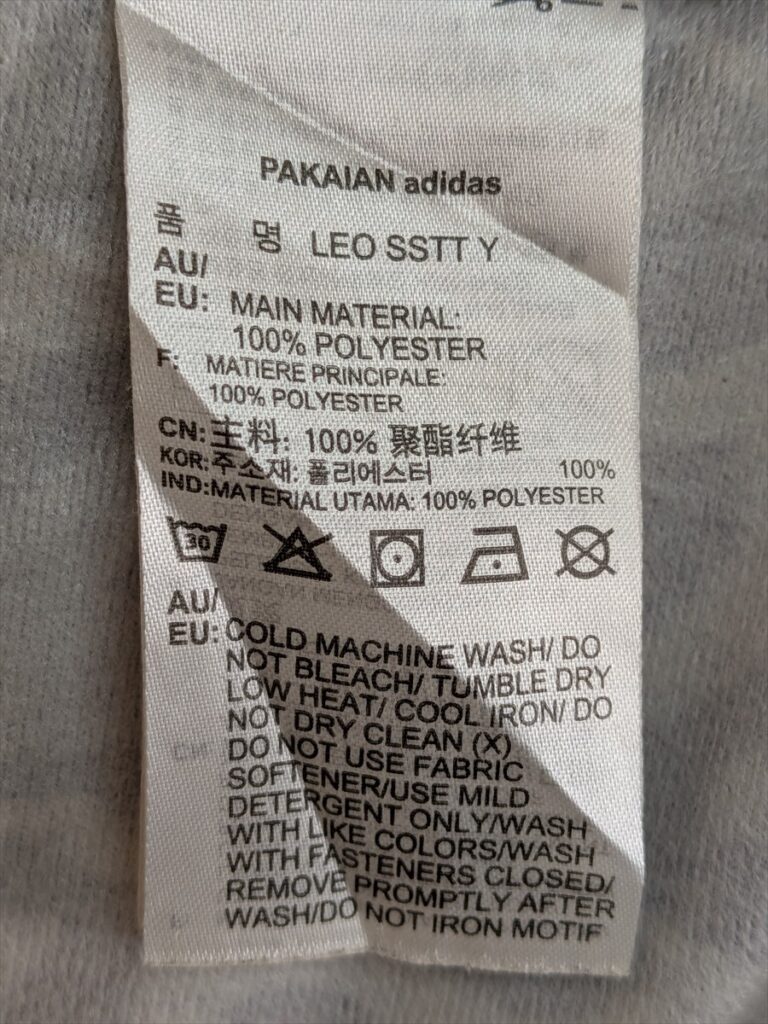 PAKAIAN adidas
품 명 LEO SSTT Y
AU/
EU: MAIN MATERIAL:
100% POLYESTER
F: MATIERE PRINCIPALE:
100% POLYESTER
CN: 主料: 100% 聚酯纤维
KOR: 주소재: 폴리에스터 100%
IND: MATERIAL UTAMA: 100% POLYESTER
30
AU/
EU: COLD MACHINE WASH/ DO
NOT BLEACH/ TUMBLE DRY
LOW HEAT/ COOL IRON/ DO
NOT DRY CLEAN (X)
DO NOT USE FABRIC
SOFTENER/USE MILD
DETERGENT ONLY/WASH
WITH LIKE COLORS/WASH
WITH FASTENERS CLOSED/
REMOVE PROMPTLY AFTER
WASH/DO NOT IRON MOTIF